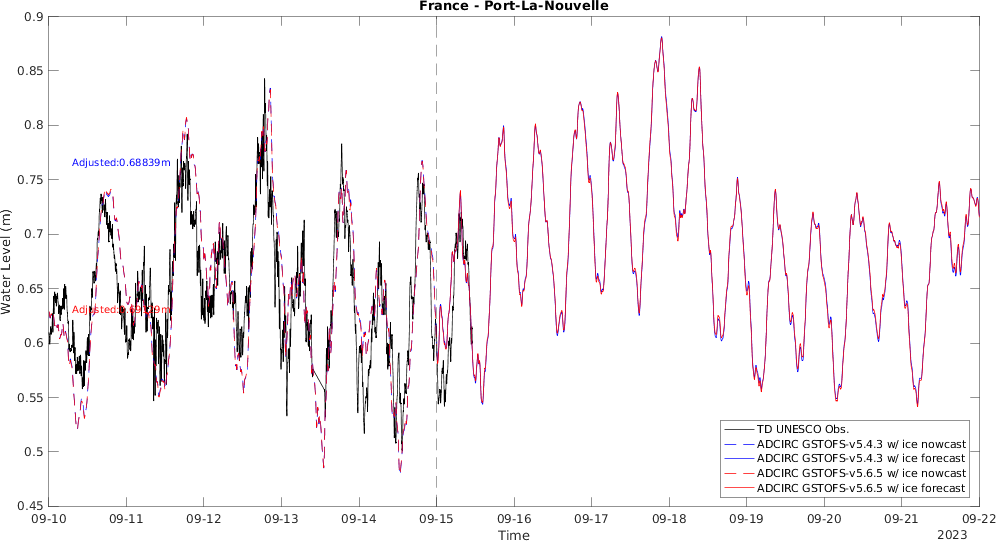 France - Port-La-Nouvelle
0.9
0.85
0.8
0.75
0.7
0.65
0.6
0.55
0.5
0.45
Water Level (m)
Adjusted:0.68839m
TD UNESCO Obs.
ADCIRC GSTOFS-v5.4.3 w/ ice nowcast
ADCIRC GSTOFS-v5.4.3 w/ ice forecast
ADCIRC GSTOFS-v5.6.5 w/ ice nowcast
ADCIRC GSTOFS-v5.6.5 w/ ice forecast
09-10 09-11 09-12 09-13 09-14 09-15 09-16 09-17 09-18 09-19 09-20 09-21 09-22
Time
2023